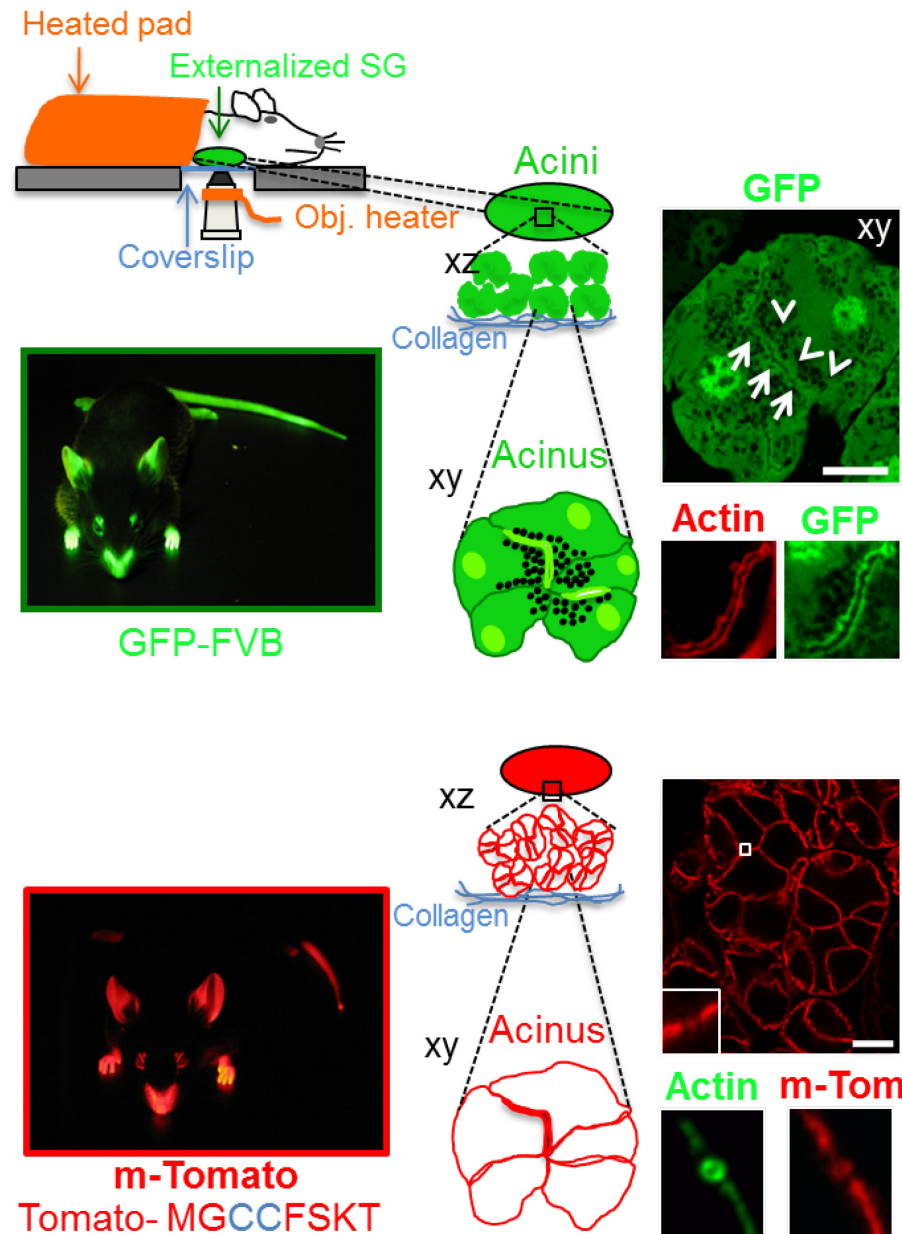 Heated pad
Externalized SG
Obj. heater
Coverslip
Acini
xz
Collagen
xy
Acinus
GFP
xy
Actin
GFP
GFP-FVB
xz
Collagen
xy
Acinus
Actin
m-Tom
m-Tomato
Tomato- MGCCFSKT